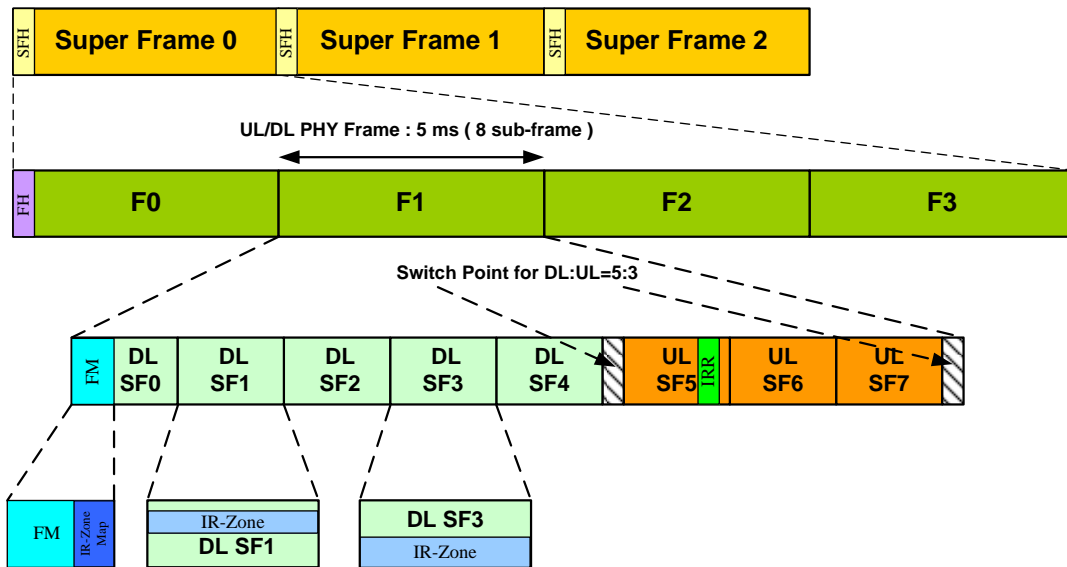 SFH
Super Frame 0
SFH
Super Frame 1
SFH
Super Frame 2
UL/DL PHY Frame : 5 ms ( 8 sub-frame )
FH
F0
F1
F2
F3
Switch Point for DL:UL=5:3
FM
DL
SF0
DL
SF1
DL
SF2
DL
SF3
DL
SF4
UL
SF5
IRR
UL
SF6
UL
SF7
FM
IR-Zone
Map
IR-Zone
DL SF1
DL SF3
IR-Zone